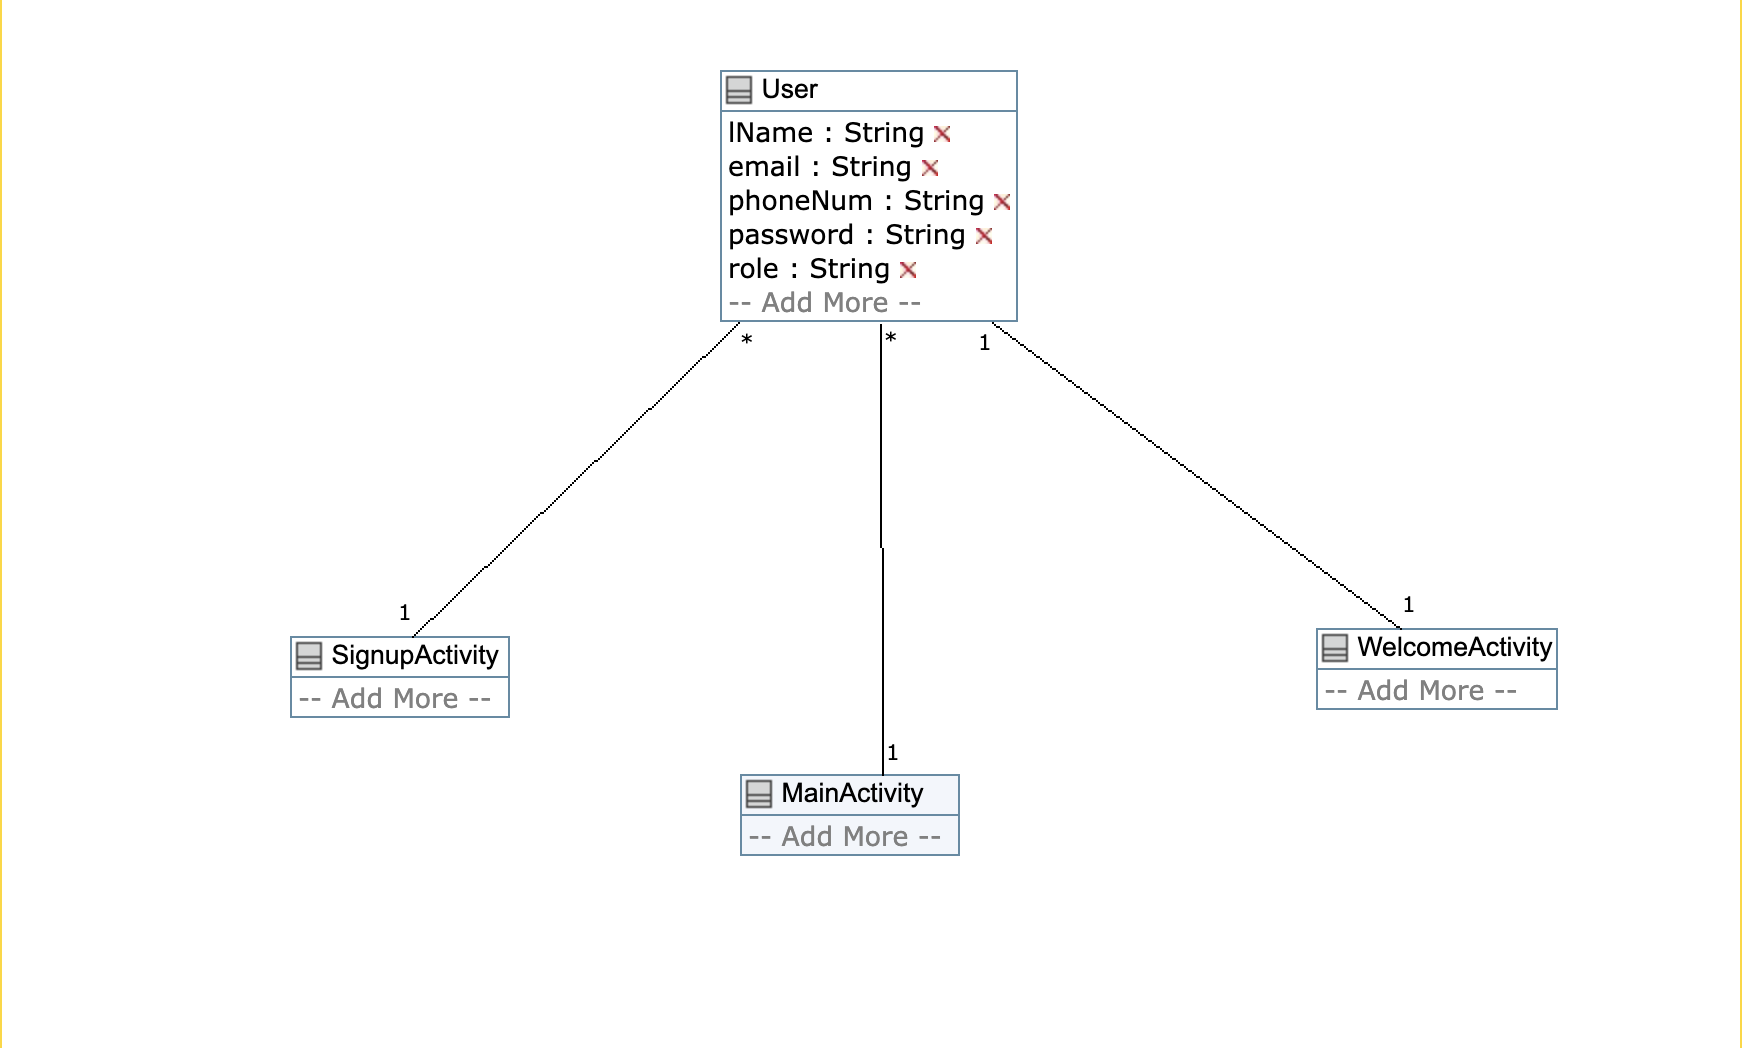 User
lName : String
email : String
phoneNum : String
password : String
role : String
-- Add More --
* * 1
1 1
SignupActivity WelcomeActivity
-- Add More -- -- Add More --
1
MainActivity
-- Add More --